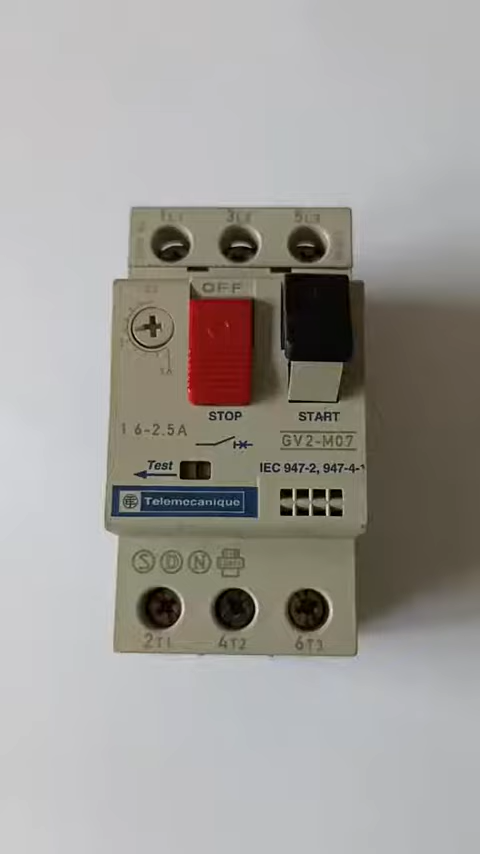 1L1 3L2 5L3
OFF
STOP START
1.6-2.5A
GV2-M07
Test
IEC 947-2, 947-4-1
Telemecanique
S D N
2T1 4T2 6T3